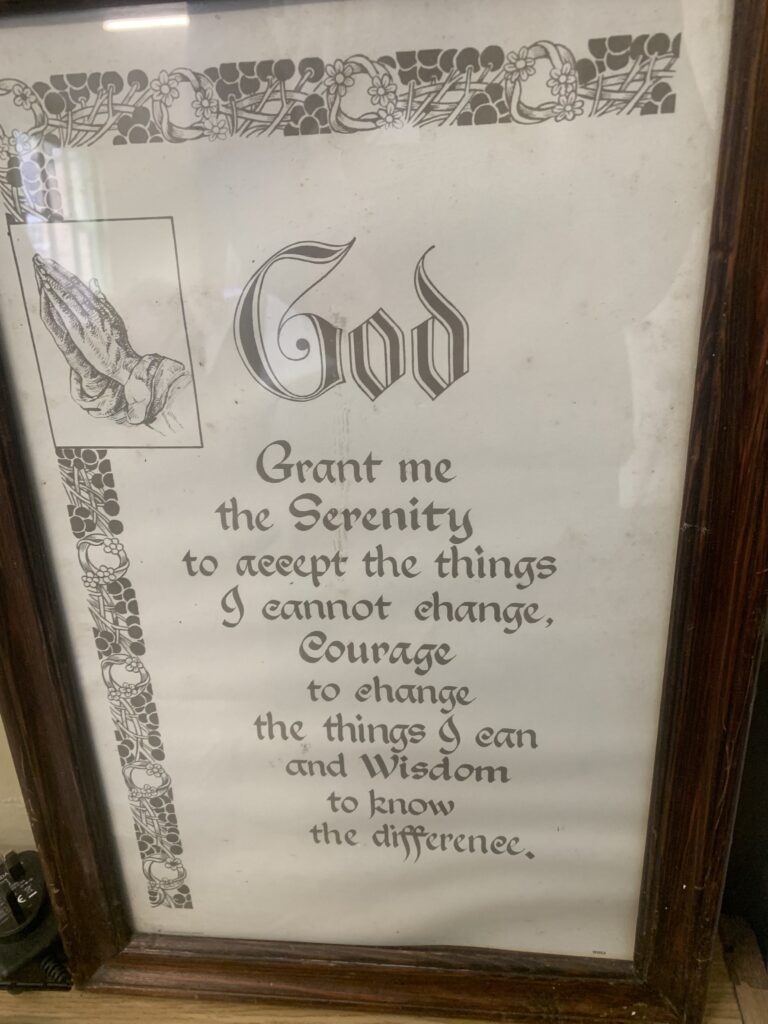 God
Grant me
the Serenity
to accept the things
I cannot change,
Courage
to change
the things I can
and Wisdom
to know
the difference.